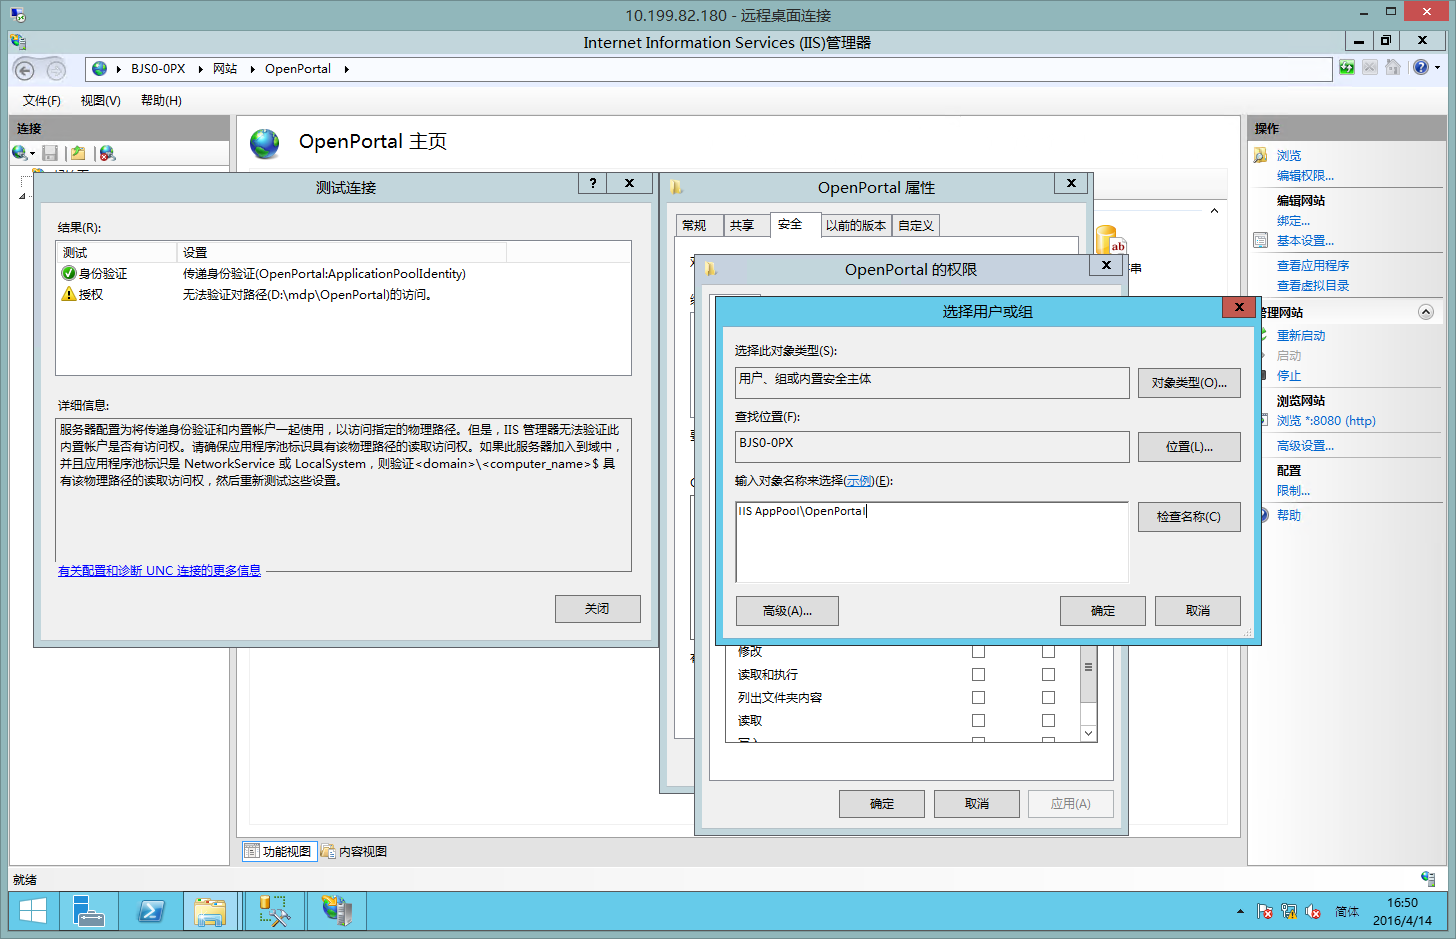 10.199.82.180 - 远程桌面连接
Internet Information Services (IIS)管理器
BJS0-0PX 网站 OpenPortal
文件(F) 视图(V) 帮助(H)
连接
OpenPortal 主页
测试连接
?
结果(R):
测试 设置
身份验证 传递身份验证(OpenPortal:ApplicationPoolIdentity)
授权 无法验证对路径(D:\mdp\OpenPortal)的访问。
详细信息:
服务器配置为将传递身份验证和内置帐户一起使用，以访问指定的物理路径。但是，IIS 管理器无法验证此
内置帐户是否有访问权。请确保应用程序池标识具有该物理路径的读取访问权。如果此服务器加入到域中，
并且应用程序池标识是 NetworkService 或 LocalSystem，则验证<domain>\<computer_name>$ 具
有该物理路径的读取访问权，然后重新测试这些设置。
有关配置和诊断 UNC 连接的更多信息
关闭
OpenPortal 属性
常规 共享 安全 以前的版本 自定义
ab
OpenPortal 的权限
选择用户或组
选择此对象类型(S):
用户、组或内置安全主体
对象类型(O)...
查找位置(F):
BJS0-0PX
位置(L)...
输入对象名称来选择(示例)(E):
IIS AppPool\OpenPortal
检查名称(C)
高级(A)...
确定
取消
修改
读取和执行
列出文件夹内容
读取
确定
取消
应用(A)
操作
浏览
编辑权限...
编辑网站
绑定...
基本设置...
查看应用程序
查看虚拟目录
管理网站
重新启动
启动
停止
浏览网站
浏览 *:8080 (http)
高级设置...
配置
限制...
帮助
功能视图 内容视图
就绪
简体
16:50
2016/4/14